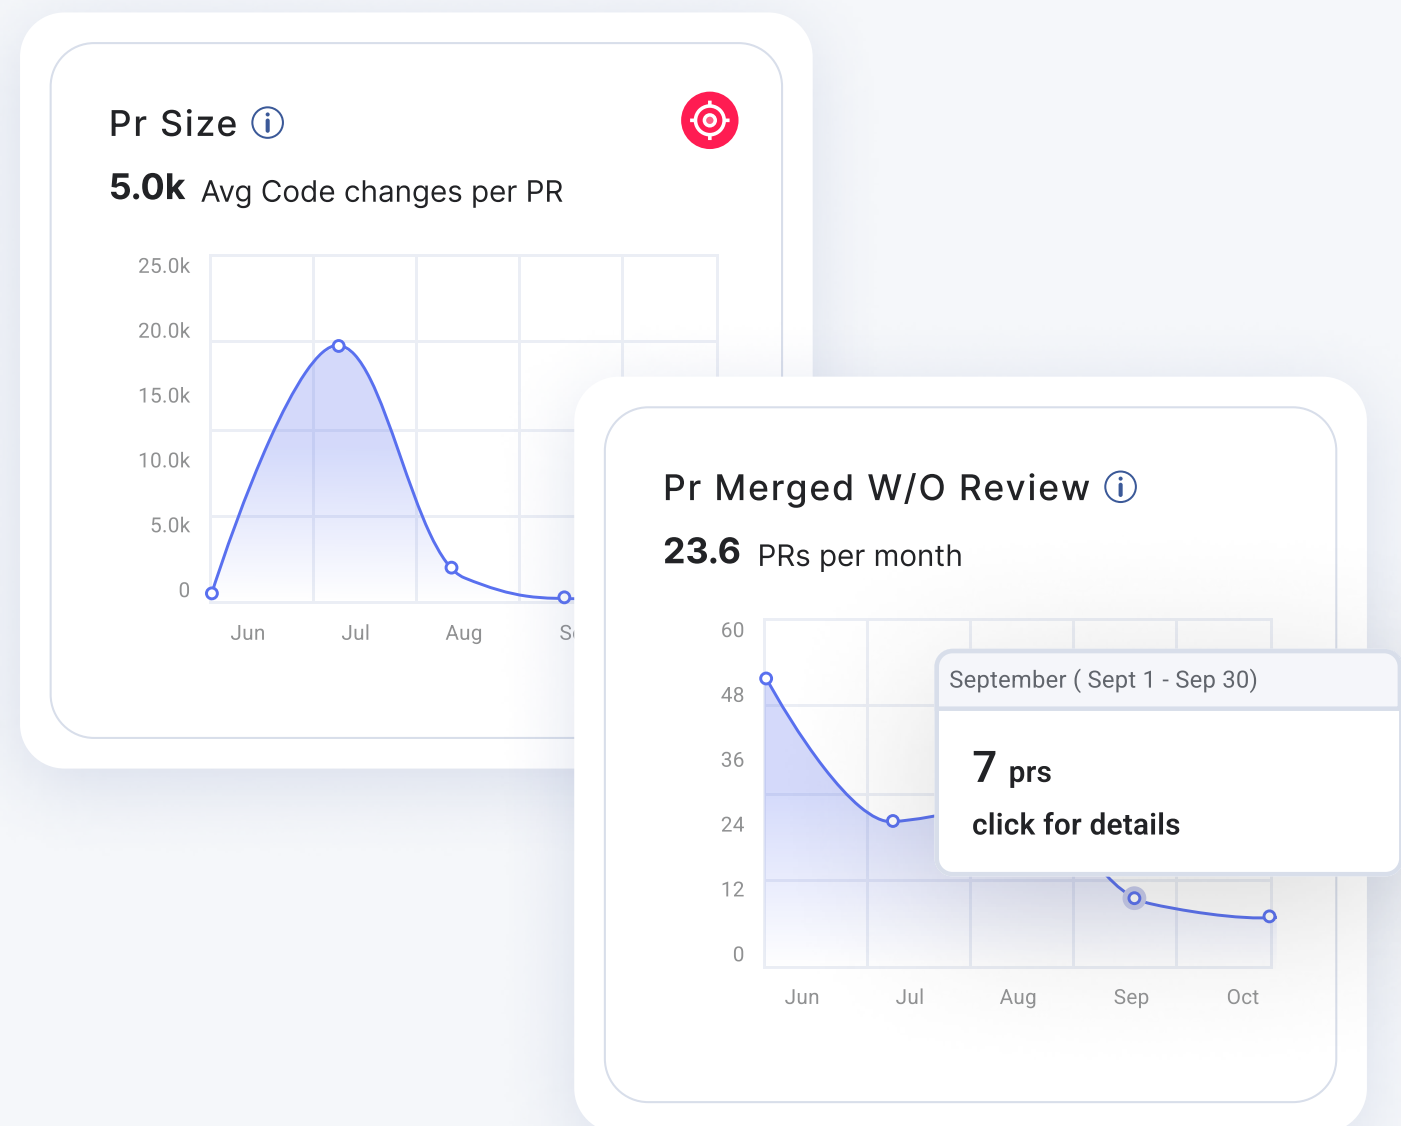 Pr Size
5.0k Avg Code changes per PR
25.0k
20.0k
15.0k
10.0k
5.0k
0
Jun Jul Aug
Pr Merged W/O Review
23.6 PRs per month
60
48
36
24
12
0
September ( Sept 1 - Sep 30)
7 prs
click for details
Jun Jul Aug Sep Oct